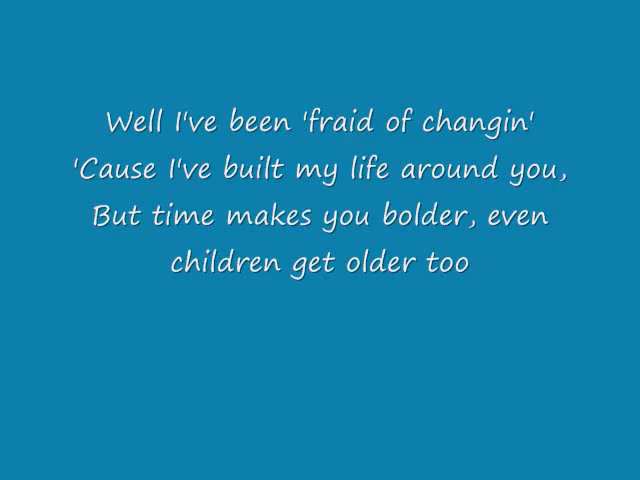 Well I've been 'fraid of changin'
'Cause I've built my life around you,
But time makes you bolder, even
children get older too